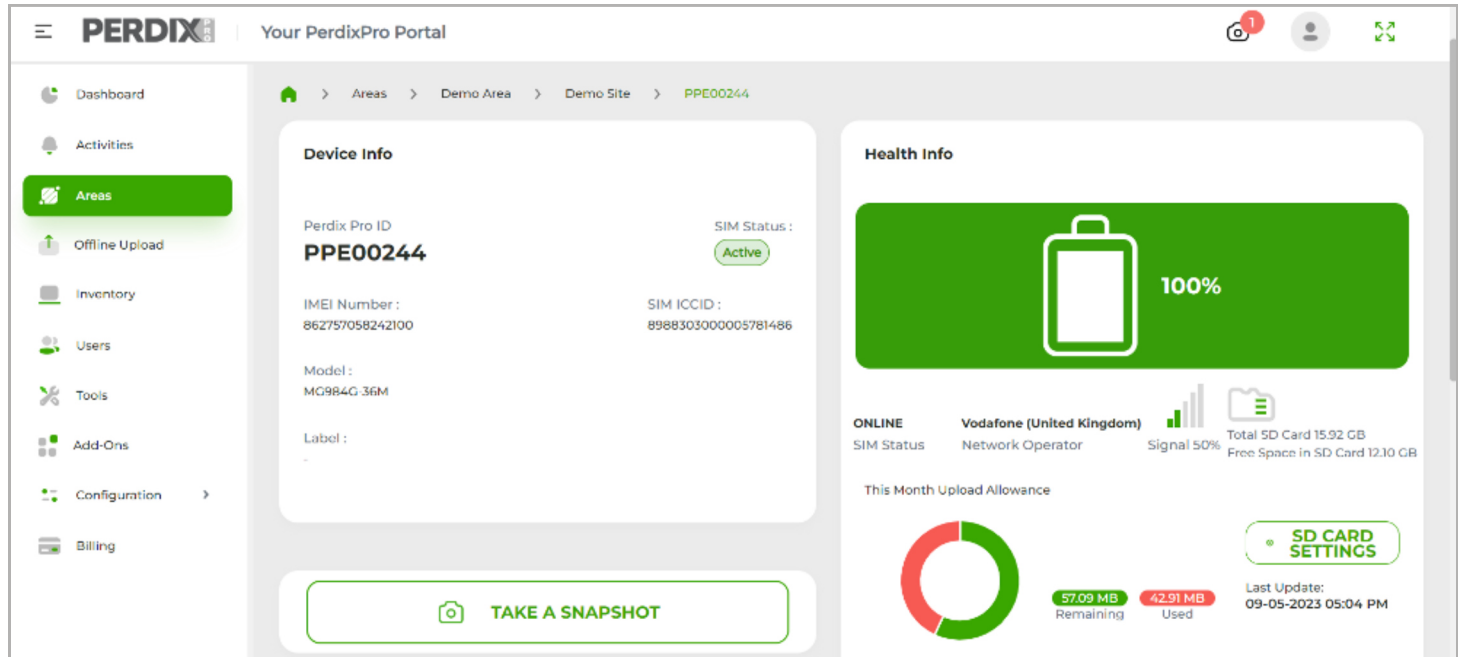 PERDIX PRO
Your PerdixPro Portal
1
Dashboard
Activities
Areas
Offline Upload
Inventory
Users
Tools
Add-Ons
Configuration >
Billing
> Areas > Demo Area > Demo Site > PPE00244
Device Info
Perdix Pro ID
PPE00244
SIM Status :
Active
IMEI Number :
862757058242100
SIM ICCID :
8988303000005781486
Model :
MG984G-36M
Label :
-
TAKE A SNAPSHOT
Health Info
100%
ONLINE
SIM Status
Vodafone (United Kingdom)
Network Operator
Signal 50%
Total SD Card 15.92 GB
Free Space in SD Card 12.10 GB
This Month Upload Allowance
57.09 MB
Remaining
42.91 MB
Used
SD CARD
SETTINGS
Last Update:
09-05-2023 05:04 PM